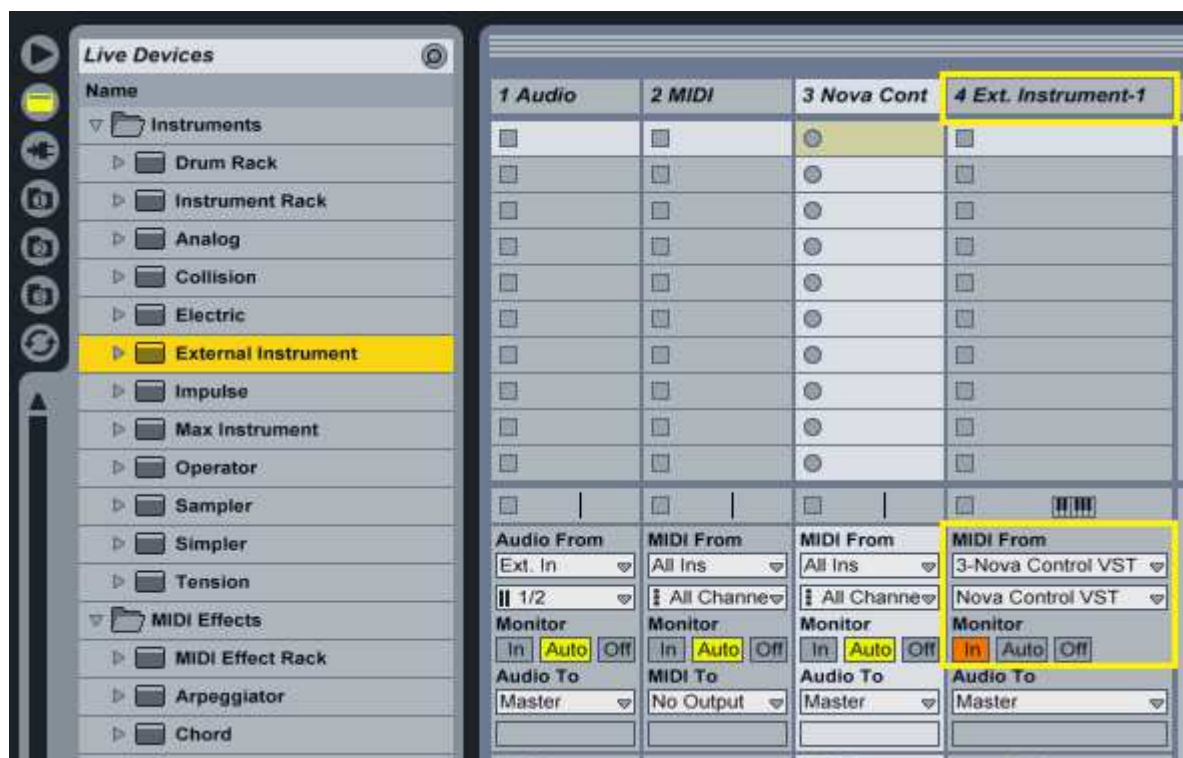 Live Devices
Name
Instruments
Drum Rack
Instrument Rack
Analog
Collision
Electric
External Instrument
Impulse
Max Instrument
Operator
Sampler
Simpler
Tension
MIDI Effects
MIDI Effect Rack
Arpeggiator
Chord
1 Audio 2 MIDI 3 Nova Cont 4 Ext. Instrument-1
Audio From MIDI From MIDI From MIDI From
Ext. In All Ins All Ins 3-Nova Control VST
1/2 All Channe All Channe Nova Control VST
Monitor Monitor Monitor Monitor
In Auto Off In Auto Off In Auto Off In Auto Off
Audio To MIDI To Audio To Audio To
Master No Output Master Master